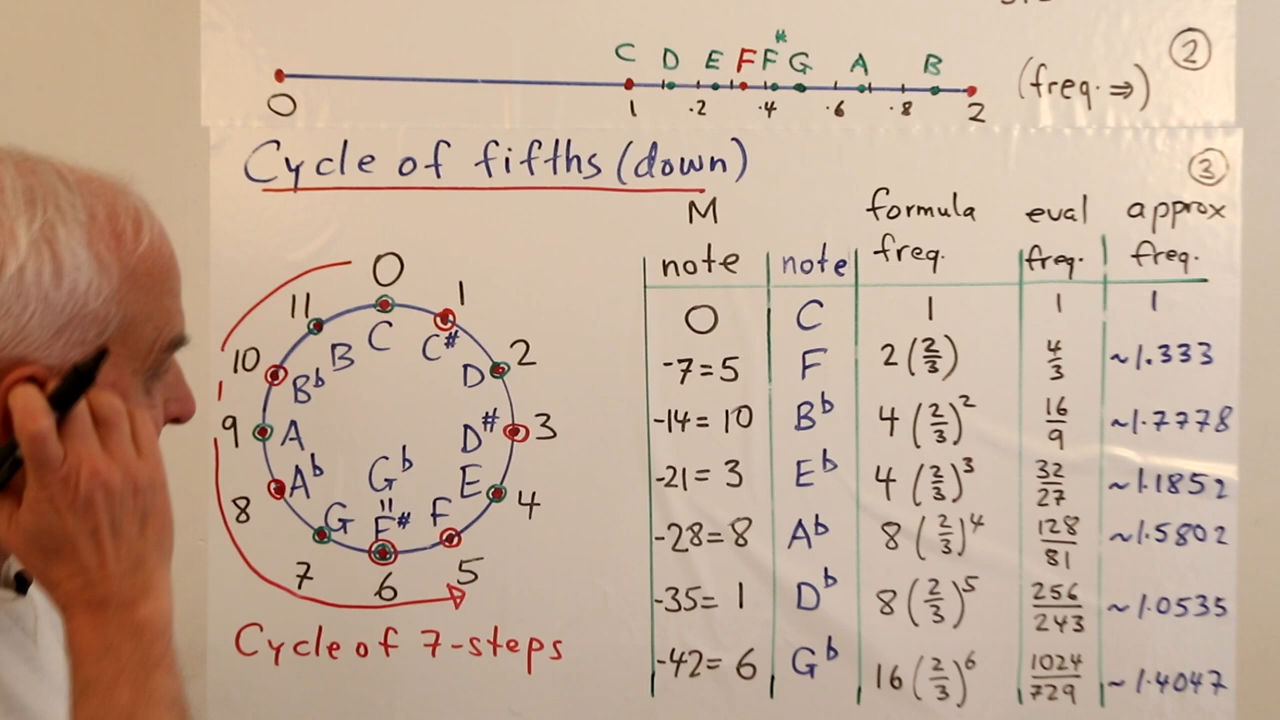 C D E F F# G A B
(freq. ⇒)
②
0 1 .2 .4 .6 .8 2
Cycle of fifths (down)
③
M note | note | formula freq. | eval freq. | approx freq.
0 | C | 1 | 1 | 1
-7=5 | F | 2(2/3) | 4/3 | ~1.333
-14=10 | B♭ | 4(2/3)² | 16/9 | ~1.7778
-21=3 | E♭ | 4(2/3)³ | 32/27 | ~1.1852
-28=8 | A♭ | 8(2/3)⁴ | 128/81 | ~1.5802
-35=1 | D♭ | 8(2/3)⁵ | 256/243 | ~1.0535
-42=6 | G♭ | 16(2/3)⁶ | 1024/729 | ~1.4047
0 C
1 C#
2 D
3 D#
4 E
5 F
6 G♭ = F#
7 G
8 A♭
9 A
10 B♭
11 B
Cycle of 7-steps